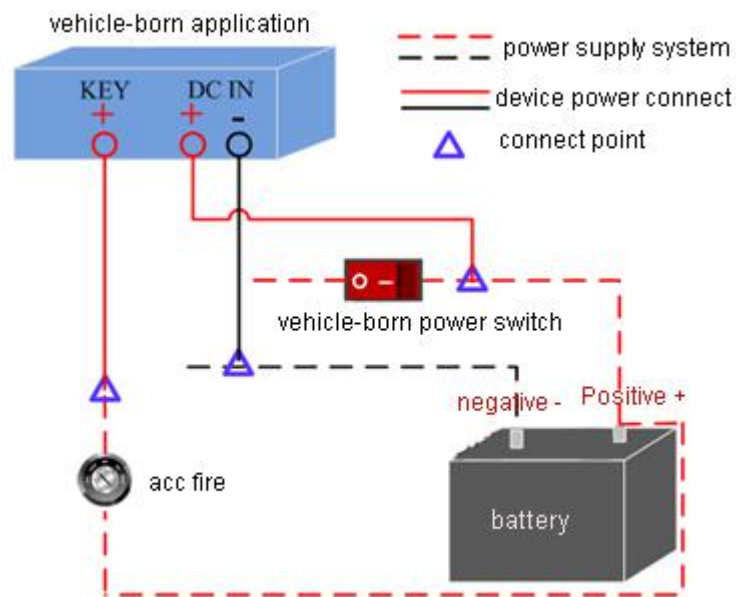 vehicle-born application
power supply system
KEY DC IN
+ + -
device power connect
connect point
vehicle-born power switch
negative - Positive +
acc fire
battery